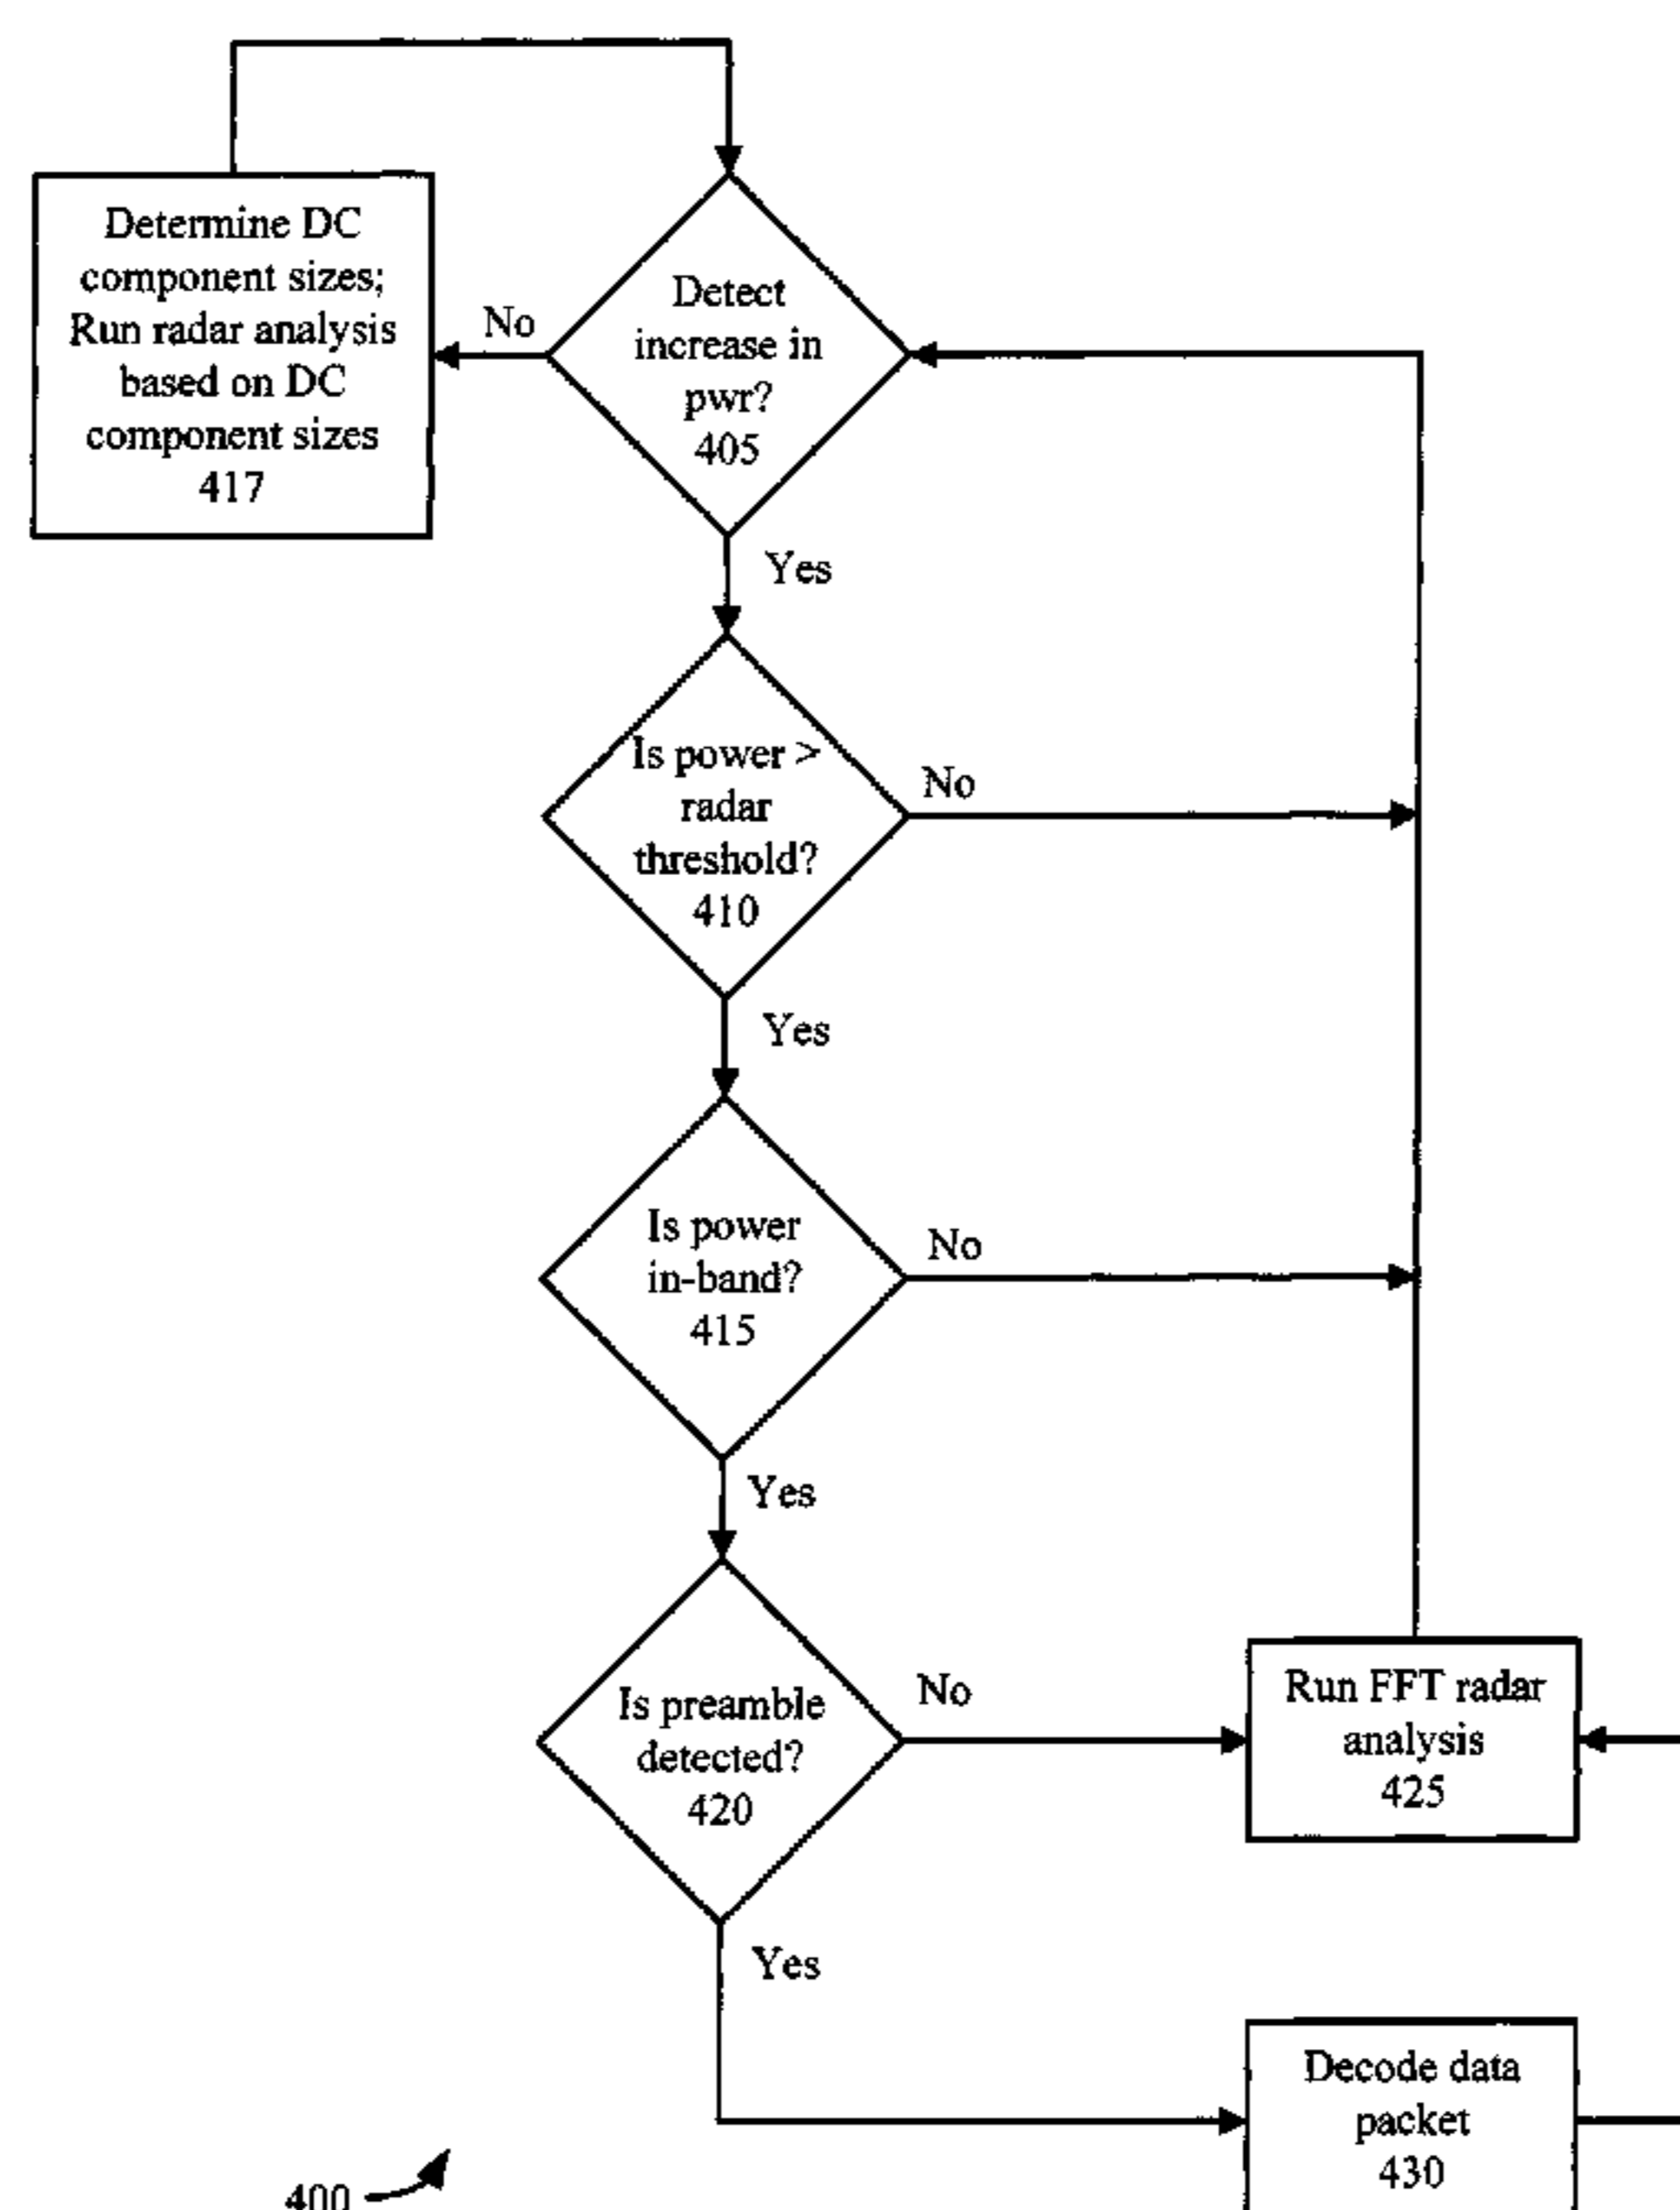 Determine DC
component sizes;
Run radar analysis
based on DC
component sizes
417
No
Detect
increase in
pwr?
405
Yes
Is power >
radar
threshold?
410
No
Yes
Is power
in-band?
415
No
Yes
Is preamble
detected?
420
No
Run FFT radar
analysis
425
Yes
Decode data
packet
430
400